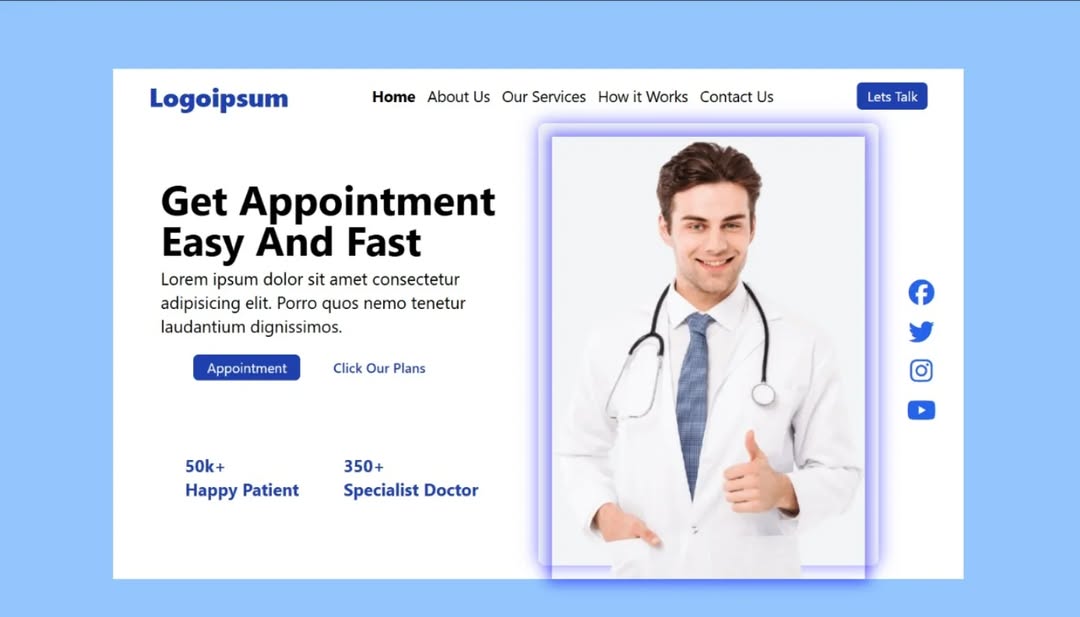 Logoipsum
Home About Us Our Services How it Works Contact Us
Lets Talk
Get Appointment
Easy And Fast
Lorem ipsum dolor sit amet consectetur
adipisicing elit. Porro quos nemo tenetur
laudantium dignissimos.
Appointment
Click Our Plans
50k+
Happy Patient
350+
Specialist Doctor